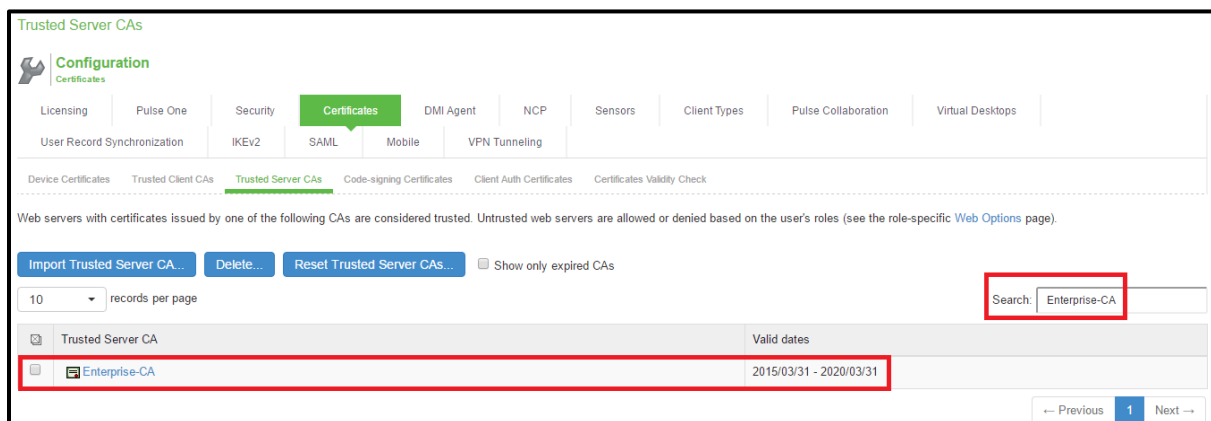 Trusted Server CAs
Configuration
Certificates
Licensing Pulse One Security Certificates DMI Agent NCP Sensors Client Types Pulse Collaboration Virtual Desktops
User Record Synchronization IKEv2 SAML Mobile VPN Tunneling
Device Certificates Trusted Client CAs Trusted Server CAs Code-signing Certificates Client Auth Certificates Certificates Validity Check
Web servers with certificates issued by one of the following CAs are considered trusted. Untrusted web servers are allowed or denied based on the user's roles (see the role-specific Web Options page).
Import Trusted Server CA... Delete... Reset Trusted Server CAs... Show only expired CAs
10 records per page Search: Enterprise-CA
Trusted Server CA Valid dates
Enterprise-CA 2015/03/31 - 2020/03/31
← Previous 1 Next →